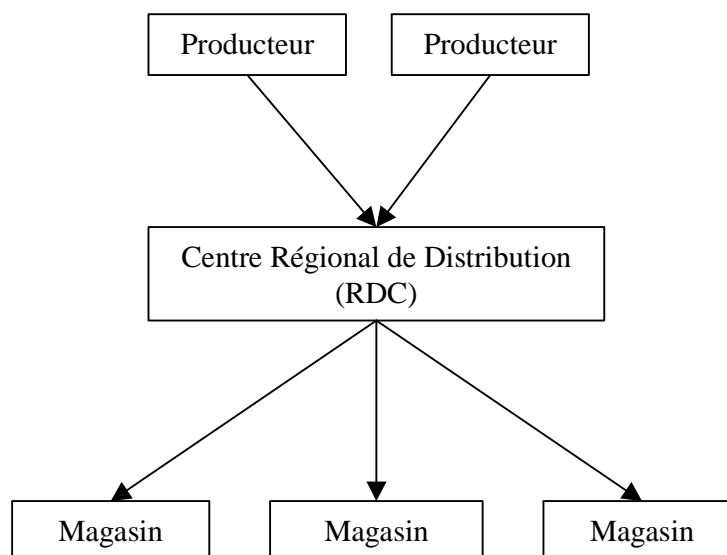 Producteur
Producteur
Centre Régional de Distribution
(RDC)
Magasin
Magasin
Magasin